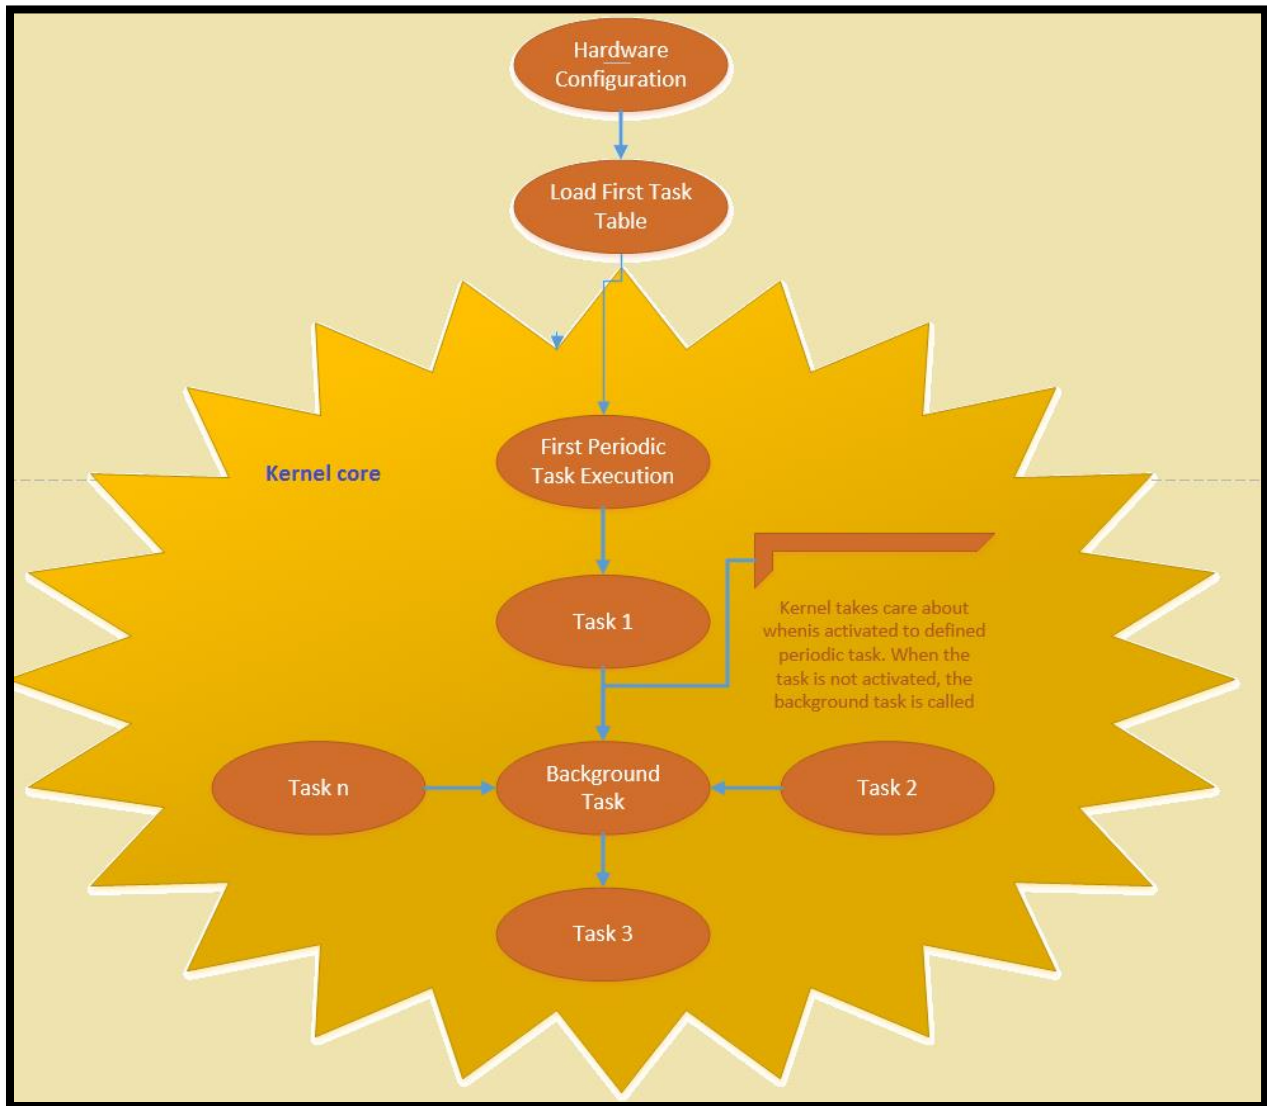 Hardware
Configuration
Load First Task
Table
First Periodic
Task Execution
Kernel core
Task 1
Kernel takes care about
whenis activated to defined
periodic task. When the
task is not activated, the
background task is called
Task n
Background
Task
Task 2
Task 3